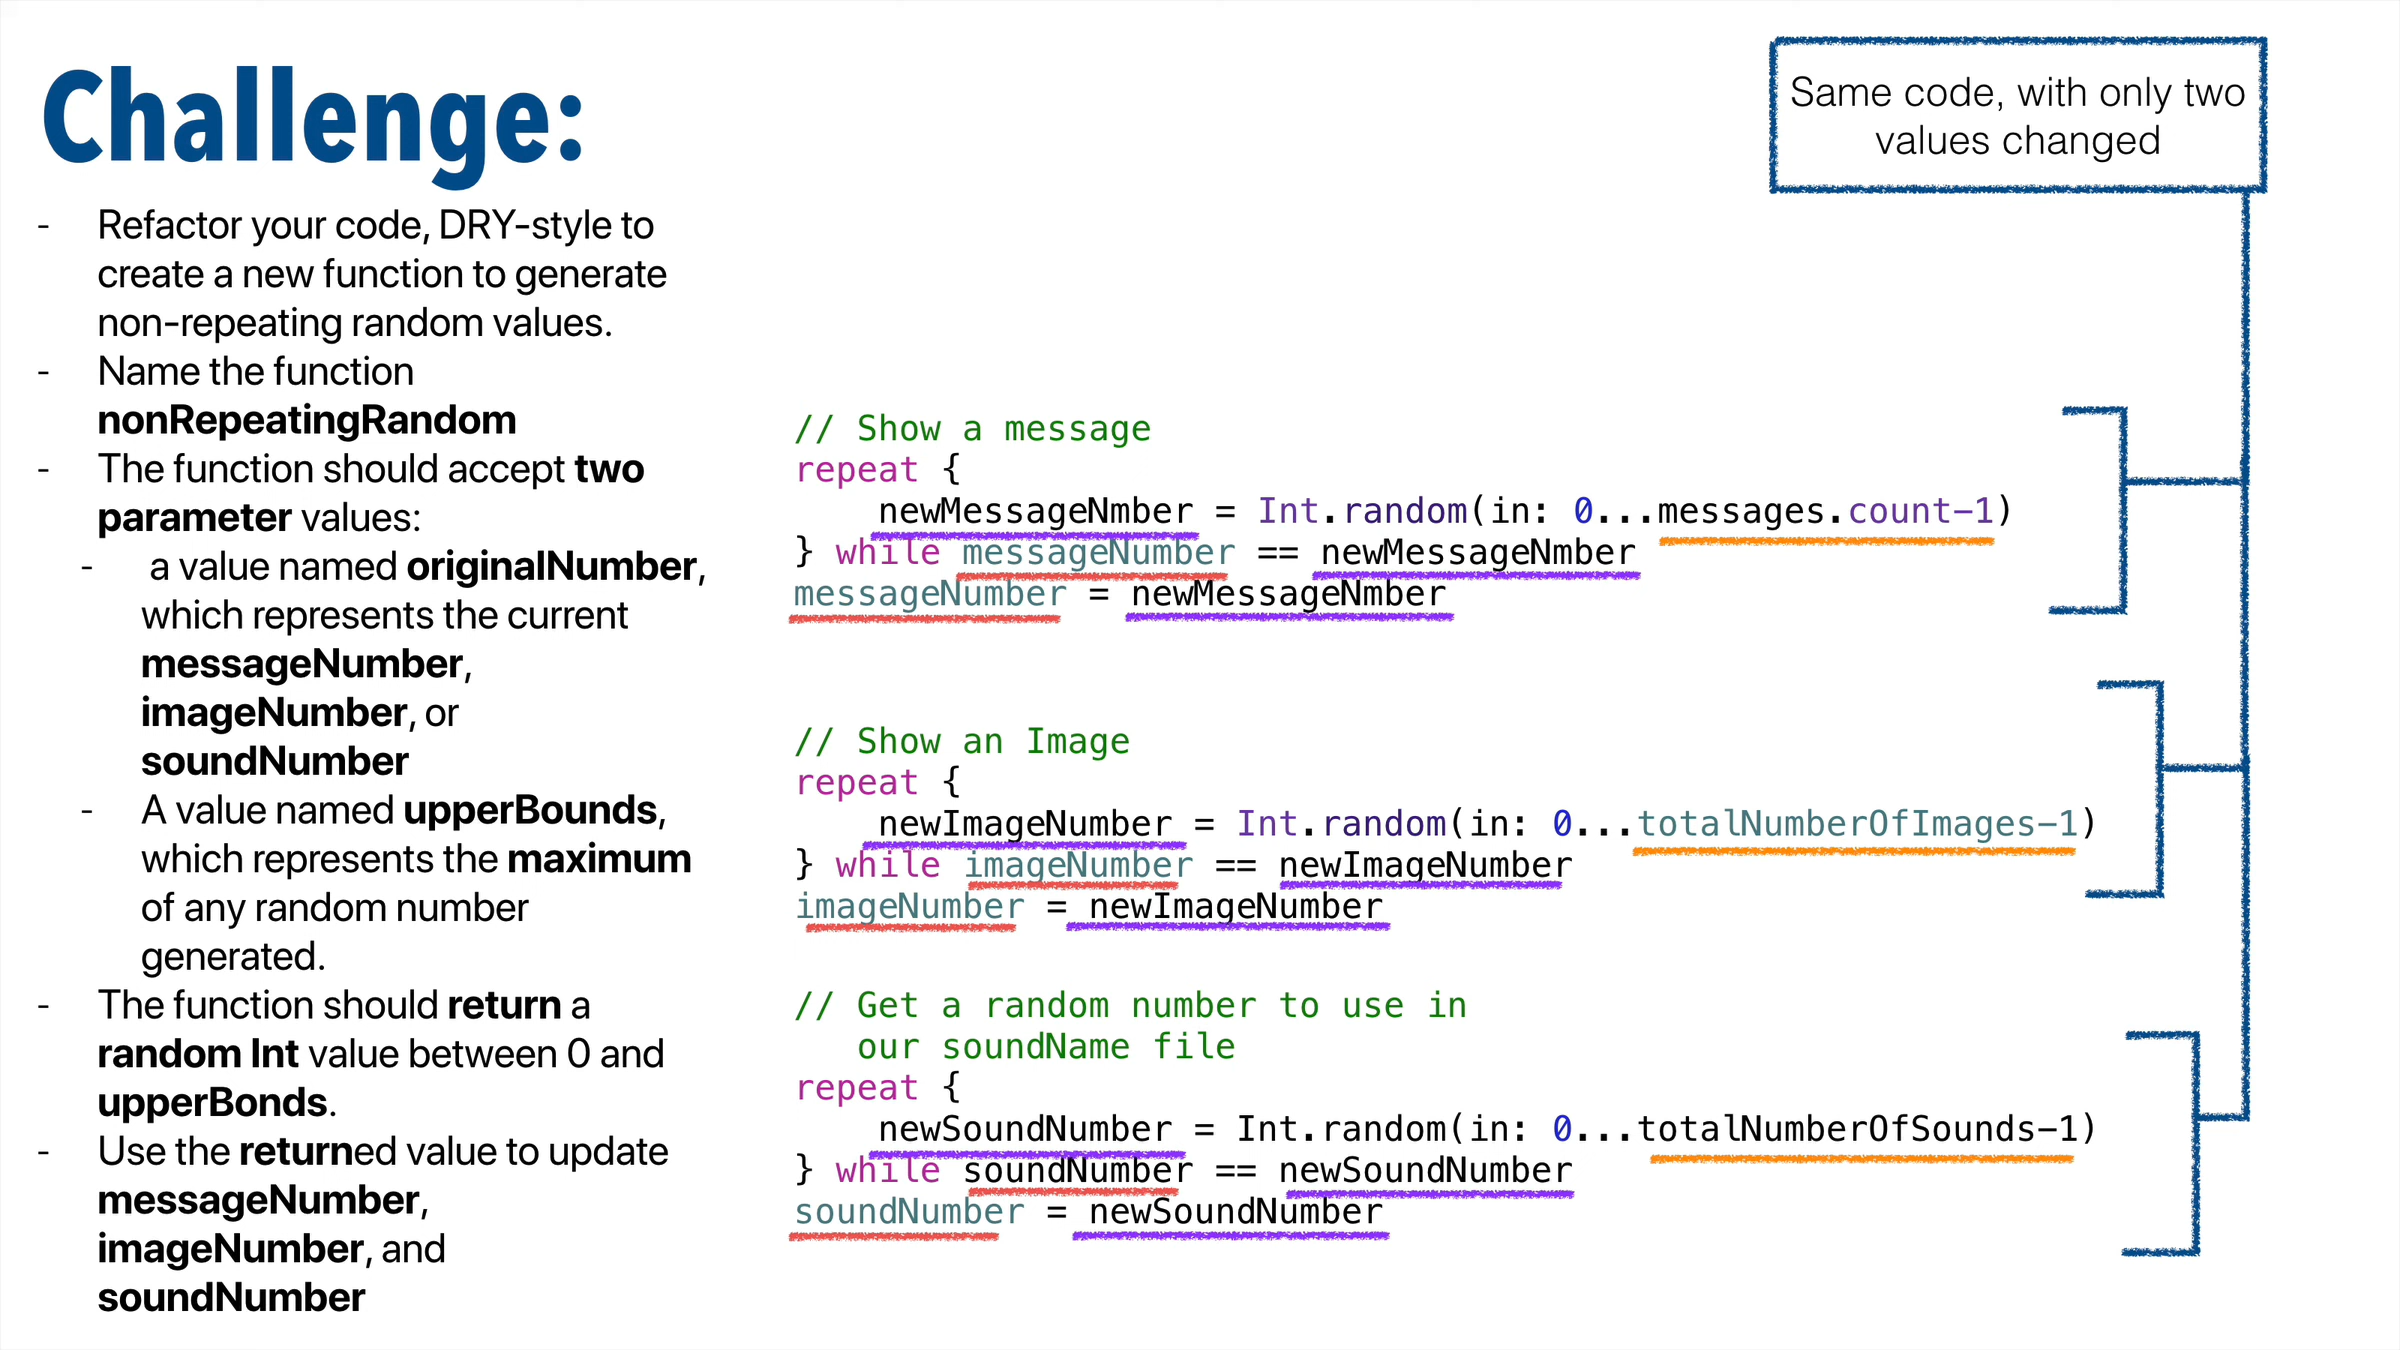 Challenge:
- Refactor your code, DRY-style to
create a new function to generate
non-repeating random values.
- Name the function
nonRepeatingRandom
- The function should accept two
parameter values:
- a value named originalNumber,
which represents the current
messageNumber,
imageNumber, or
soundNumber
- A value named upperBounds,
which represents the maximum
of any random number
generated.
- The function should return a
random Int value between 0 and
upperBonds.
- Use the returned value to update
messageNumber,
imageNumber, and
soundNumber
Same code, with only two
values changed
// Show a message
repeat {
newMessageNmber = Int.random(in: 0...messages.count-1)
} while messageNumber == newMessageNmber
messageNumber = newMessageNmber
// Show an Image
repeat {
newImageNumber = Int.random(in: 0...totalNumberOfImages-1)
} while imageNumber == newImageNumber
imageNumber = newImageNumber
// Get a random number to use in
our soundName file
repeat {
newSoundNumber = Int.random(in: 0...totalNumberOfSounds-1)
} while soundNumber == newSoundNumber
soundNumber = newSoundNumber